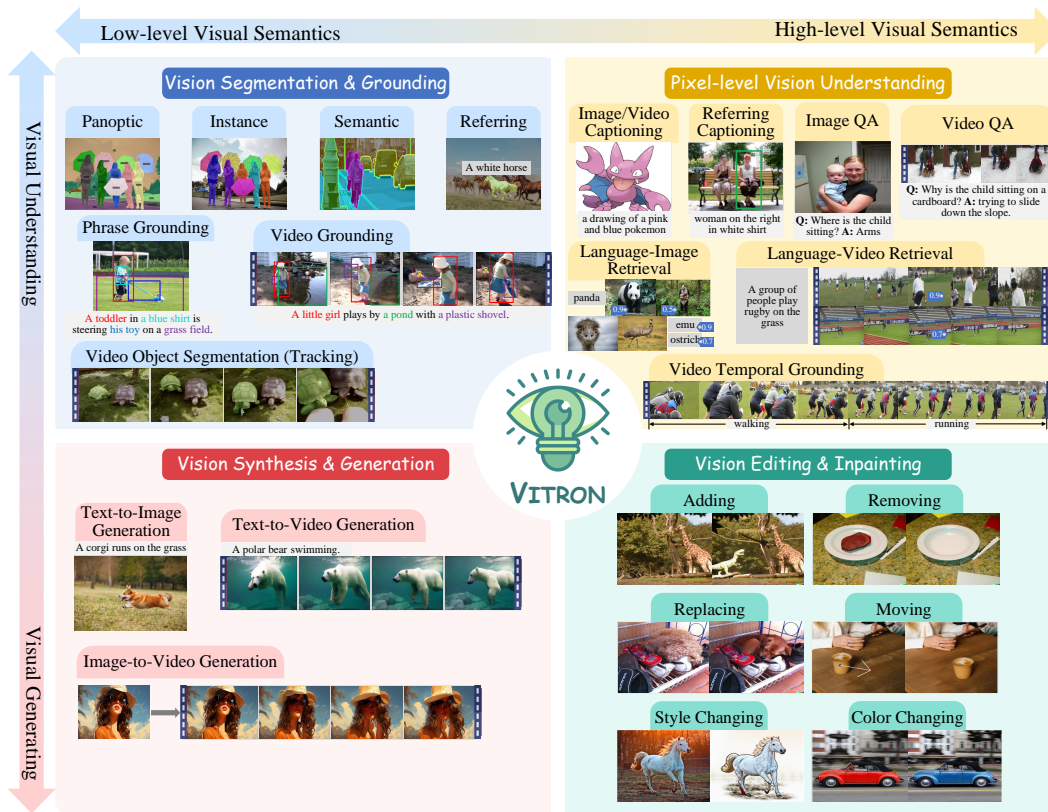 Low-level Visual Semantics
High-level Visual Semantics
Visual Understanding
Visual Generating
Vision Segmentation & Grounding
Panoptic
Instance
Semantic
Referring
A white horse
Phrase Grounding
A toddler in a blue shirt is
steering his toy on a grass field.
Video Grounding
A little girl plays by a pond with a plastic shovel.
Video Object Segmentation (Tracking)
Pixel-level Vision Understanding
Image/Video
Captioning
a drawing of a pink
and blue pokemon
Referring
Captioning
woman on the right
in white shirt
Image QA
Q: Where is the child
sitting? A: Arms
Video QA
Q: Why is the child sitting on a
cardboard? A: trying to slide
down the slope.
Language-Image
Retrieval
panda
0.9
0.5
emu
0.9
ostrich
0.7
Language-Video Retrieval
A group of
people play
rugby on the
grass
0.9
0.7
Video Temporal Grounding
walking
running
VITRON
Vision Synthesis & Generation
Text-to-Image
Generation
A corgi runs on the grass
Text-to-Video Generation
A polar bear swimming.
Image-to-Video Generation
Vision Editing & Inpainting
Adding
Removing
Replacing
Moving
Style Changing
Color Changing